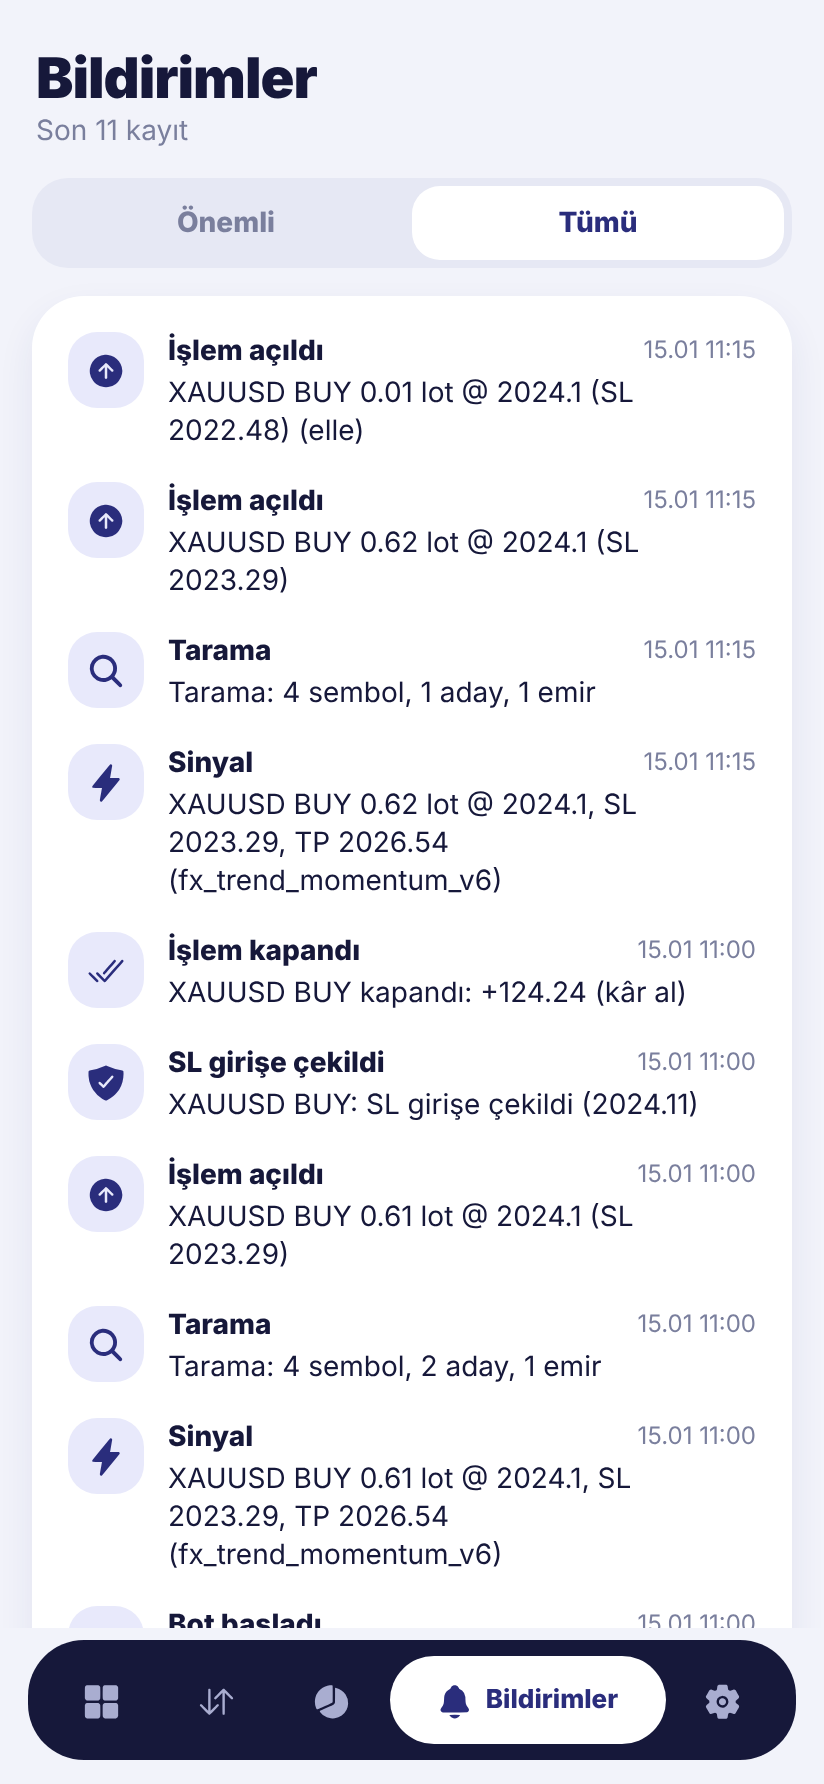 Bildirimler
Son 11 kayıt
Önemli
Tümü
İşlem açıldı
15.01 11:15
XAUUSD BUY 0.01 lot @ 2024.1 (SL
2022.48) (elle)
İşlem açıldı
15.01 11:15
XAUUSD BUY 0.62 lot @ 2024.1 (SL
2023.29)
Tarama
15.01 11:15
Tarama: 4 sembol, 1 aday, 1 emir
Sinyal
15.01 11:15
XAUUSD BUY 0.62 lot @ 2024.1, SL
2023.29, TP 2026.54
(fx_trend_momentum_v6)
İşlem kapandı
15.01 11:00
XAUUSD BUY kapandı: +124.24 (kâr al)
SL girişe çekildi
15.01 11:00
XAUUSD BUY: SL girişe çekildi (2024.11)
İşlem açıldı
15.01 11:00
XAUUSD BUY 0.61 lot @ 2024.1 (SL
2023.29)
Tarama
15.01 11:00
Tarama: 4 sembol, 2 aday, 1 emir
Sinyal
15.01 11:00
XAUUSD BUY 0.61 lot @ 2024.1, SL
2023.29, TP 2026.54
(fx_trend_momentum_v6)
Bot başladı
15.01 11:00
Bildirimler